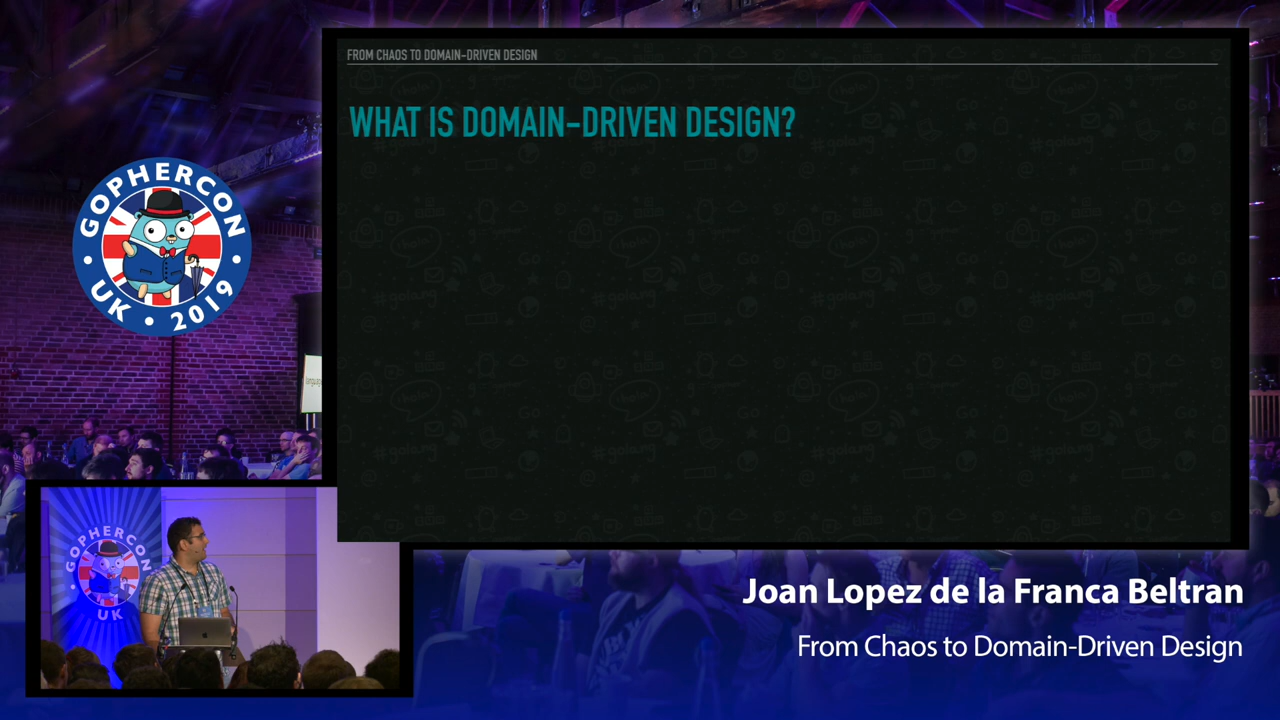 FROM CHAOS TO DOMAIN-DRIVEN DESIGN
WHAT IS DOMAIN-DRIVEN DESIGN?
GOPHERCON
UK • 2019
GOPHERCON
UK
Joan Lopez de la Franca Beltran
From Chaos to Domain-Driven Design